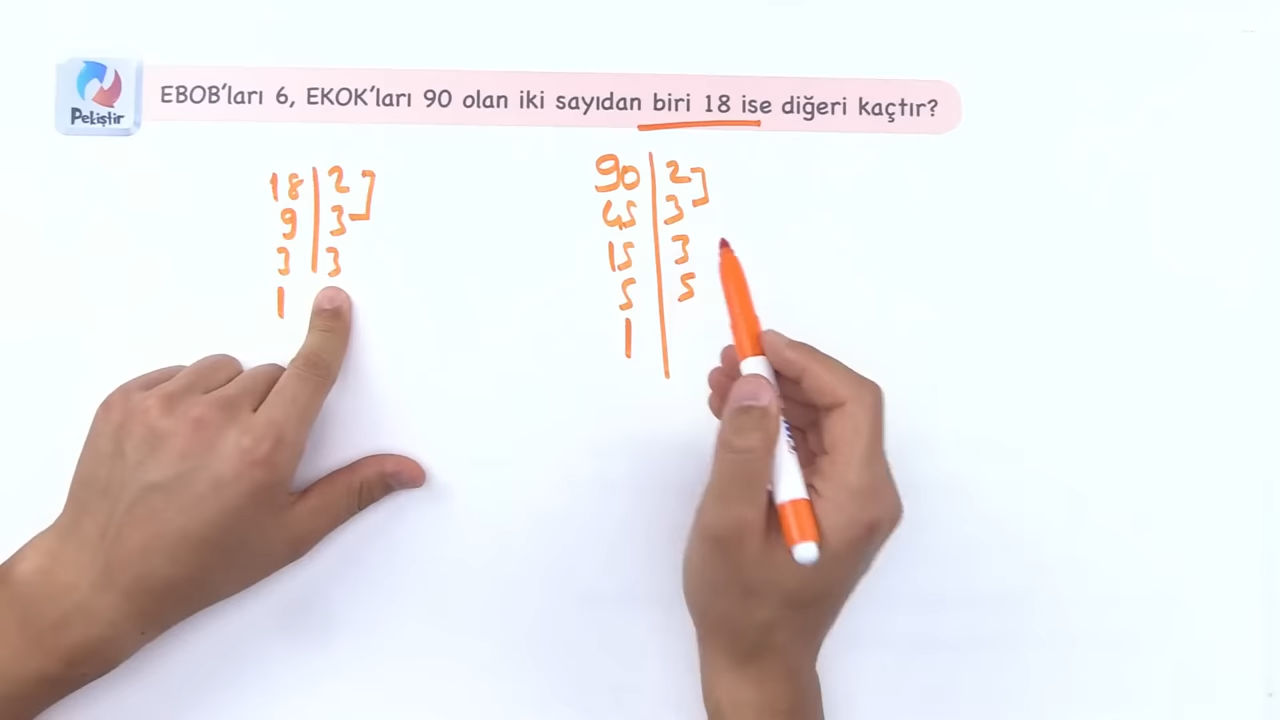 Pekiştir
EBOB'ları 6, EKOK'ları 90 olan iki sayıdan biri 18 ise diğeri kaçtır?
18 | 2
9 | 3
3 | 3
1
90 | 2
45 | 3
15 | 3
5 | 5
1